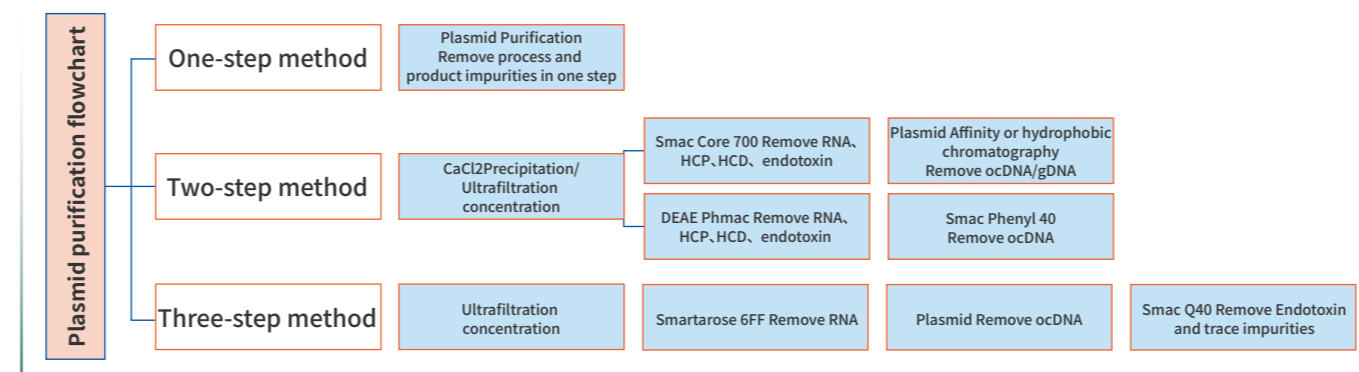 Plasmid purification flowchart
One-step method
Plasmid Purification
Remove process and
product impurities in one step
Two-step method
CaCl2Precipitation/
Ultrafiltration
concentration
Smac Core 700 Remove RNA、
HCP、HCD、endotoxin
Plasmid Affinity or hydrophobic
chromatography
Remove ocDNA/gDNA
DEAE Phmac Remove RNA、
HCP、HCD、endotoxin
Smac Phenyl 40
Remove ocDNA
Three-step method
Ultrafiltration
concentration
Smartarose 6FF Remove RNA
Plasmid Remove ocDNA
Smac Q40 Remove Endotoxin
and trace impurities